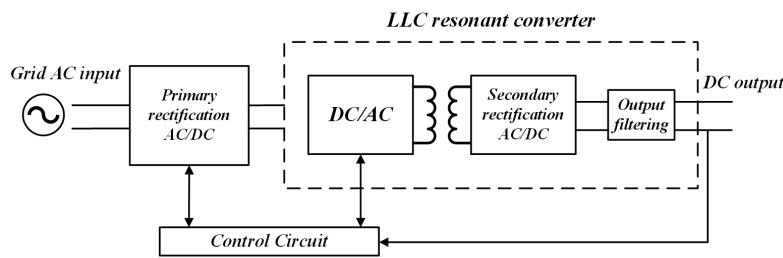 LLC resonant converter
Grid AC input
Primary
rectification
AC/DC
DC/AC
Secondary
rectification
AC/DC
Output
filtering
DC output
Control Circuit